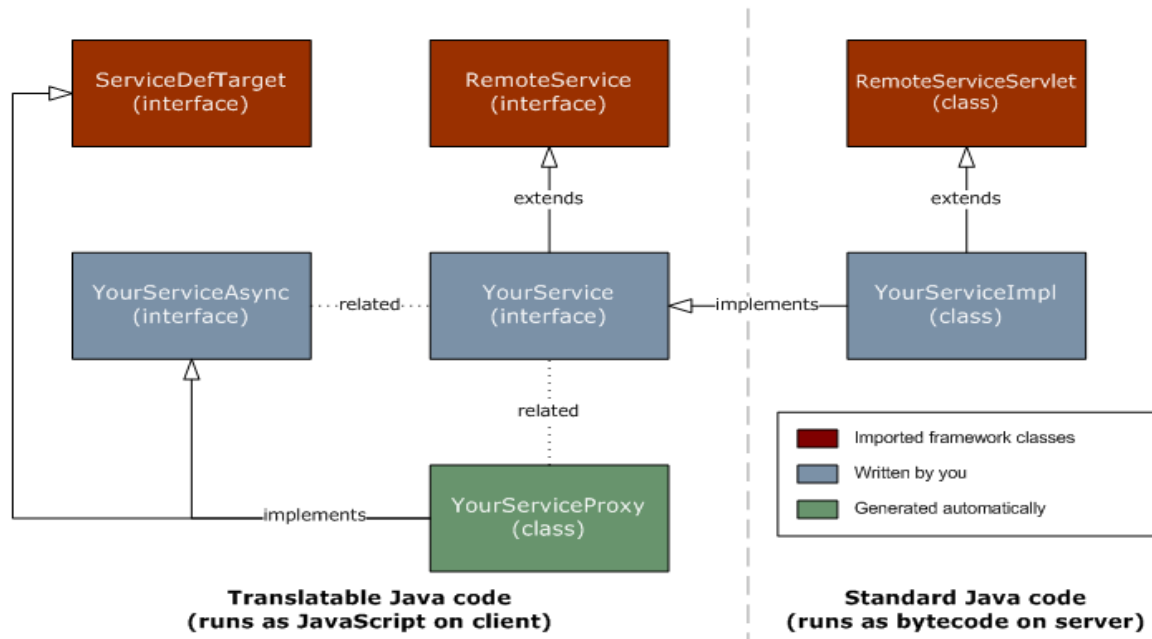 ServiceDefTarget
(interface)
RemoteService
(interface)
RemoteServiceServlet
(class)
extends
extends
YourServiceAsync
(interface)
related
YourService
(interface)
implements
YourServiceImpl
(class)
related
Imported framework classes
Written by you
Generated automatically
implements
YourServiceProxy
(class)
Translatable Java code
(runs as JavaScript on client)
Standard Java code
(runs as bytecode on server)